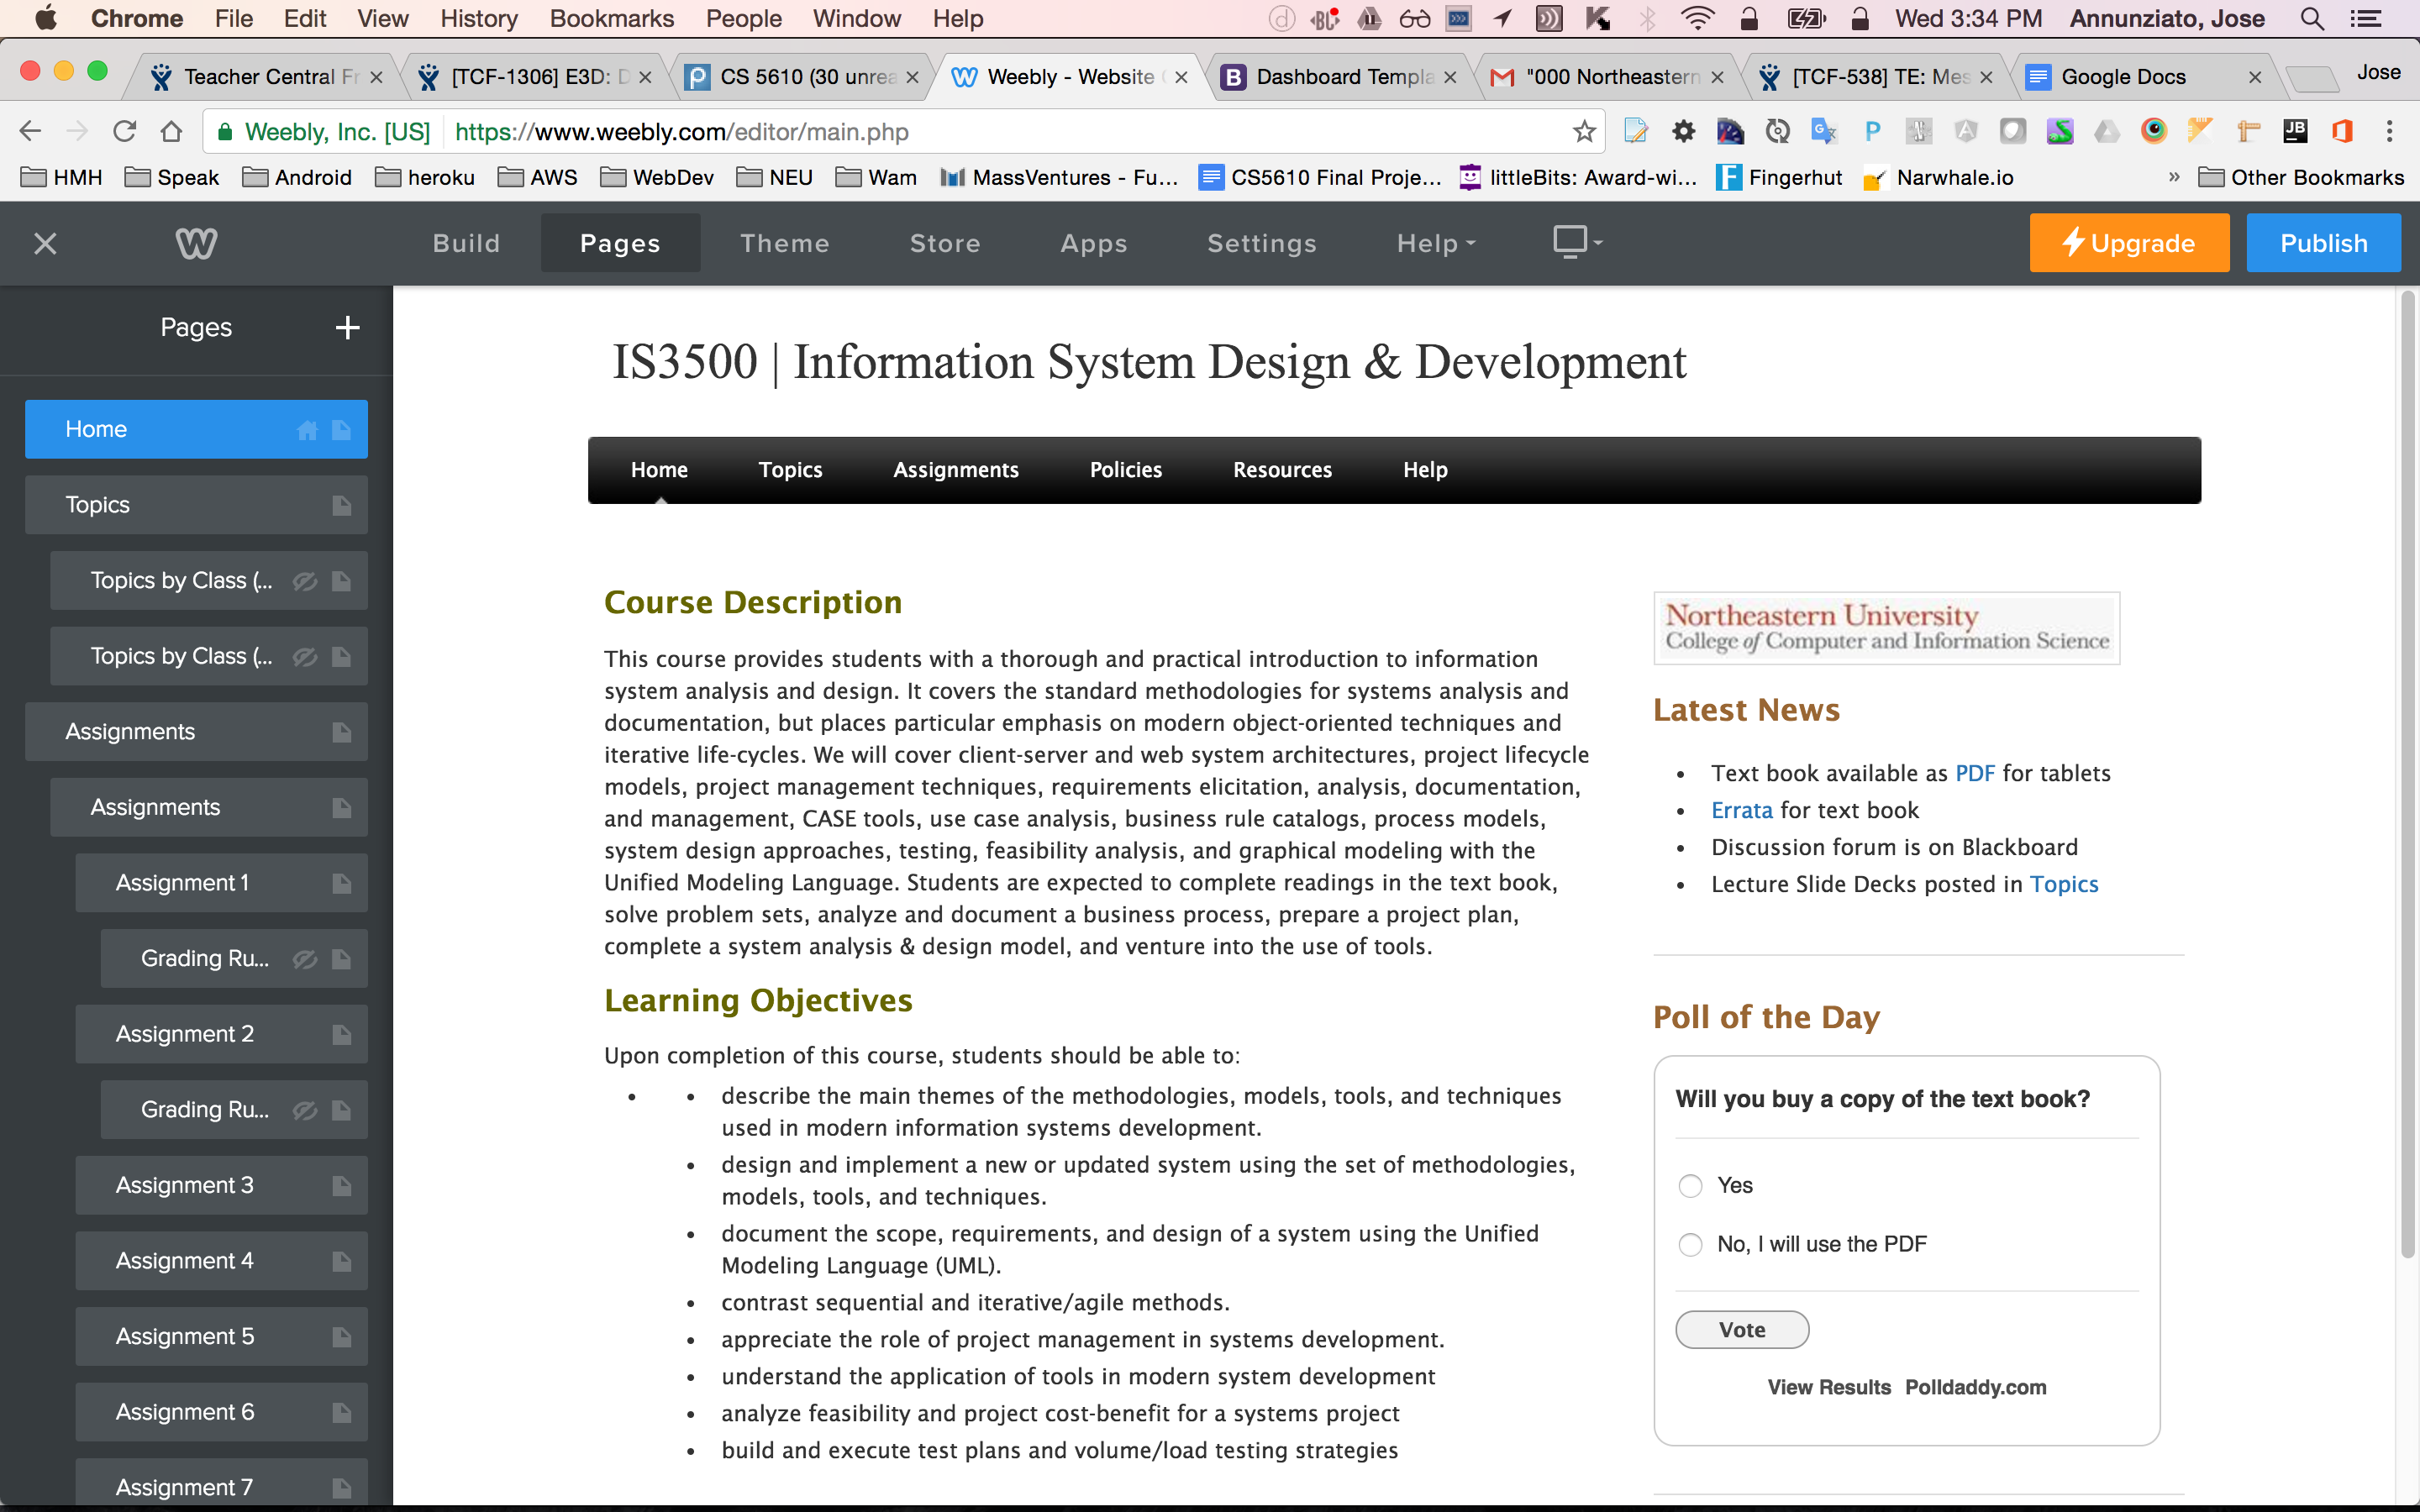 Chrome File Edit View History Bookmarks People Window Help Wed 3:34 PM Annunziato, Jose
Teacher Central Fr
[TCF-1306] E3D: D
CS 5610 (30 unrea
Weebly - Website
Dashboard Templa
"000 Northeastern
[TCF-538] TE: Mes
Google Docs
Jose
Weebly, Inc. [US] https://www.weebly.com/editor/main.php
HMH Speak Android heroku AWS WebDev NEU Wam MassVentures - Fu... CS5610 Final Proje... littleBits: Award-wi... Fingerhut Narwhale.io » Other Bookmarks
Build Pages Theme Store Apps Settings Help Upgrade Publish
Pages
Home
Topics
Topics by Class (...
Topics by Class (...
Assignments
Assignments
Assignment 1
Grading Ru...
Assignment 2
Grading Ru...
Assignment 3
Assignment 4
Assignment 5
Assignment 6
Assignment 7
IS3500 | Information System Design & Development
Home Topics Assignments Policies Resources Help
Course Description
This course provides students with a thorough and practical introduction to information
system analysis and design. It covers the standard methodologies for systems analysis and
documentation, but places particular emphasis on modern object-oriented techniques and
iterative life-cycles. We will cover client-server and web system architectures, project lifecycle
models, project management techniques, requirements elicitation, analysis, documentation,
and management, CASE tools, use case analysis, business rule catalogs, process models,
system design approaches, testing, feasibility analysis, and graphical modeling with the
Unified Modeling Language. Students are expected to complete readings in the text book,
solve problem sets, analyze and document a business process, prepare a project plan,
complete a system analysis & design model, and venture into the use of tools.
Learning Objectives
Upon completion of this course, students should be able to:
describe the main themes of the methodologies, models, tools, and techniques
used in modern information systems development.
design and implement a new or updated system using the set of methodologies,
models, tools, and techniques.
document the scope, requirements, and design of a system using the Unified
Modeling Language (UML).
contrast sequential and iterative/agile methods.
appreciate the role of project management in systems development.
understand the application of tools in modern system development
analyze feasibility and project cost-benefit for a systems project
build and execute test plans and volume/load testing strategies
Northeastern University
College of Computer and Information Science
Latest News
Text book available as PDF for tablets
Errata for text book
Discussion forum is on Blackboard
Lecture Slide Decks posted in Topics
Poll of the Day
Will you buy a copy of the text book?
Yes
No, I will use the PDF
Vote
View Results Polldaddy.com